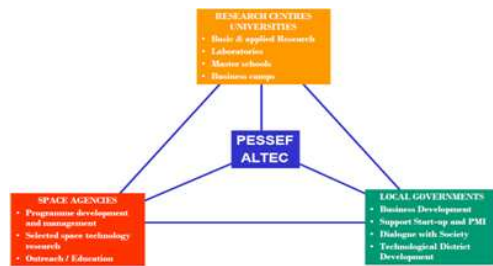 RESEARCH CENTRES
UNIVERSITIES
• Basic & applied Research
• Laboratories
• Master schools
• Business camps
PESSEF
ALTEC
SPACE AGENCIES
• Programme development
and management
• Selected space technology
research
• Outreach / Education
LOCAL GOVERNMENTS
• Business Development
• Support Start-up and PMI
• Dialogue with Society
• Technological District
Development